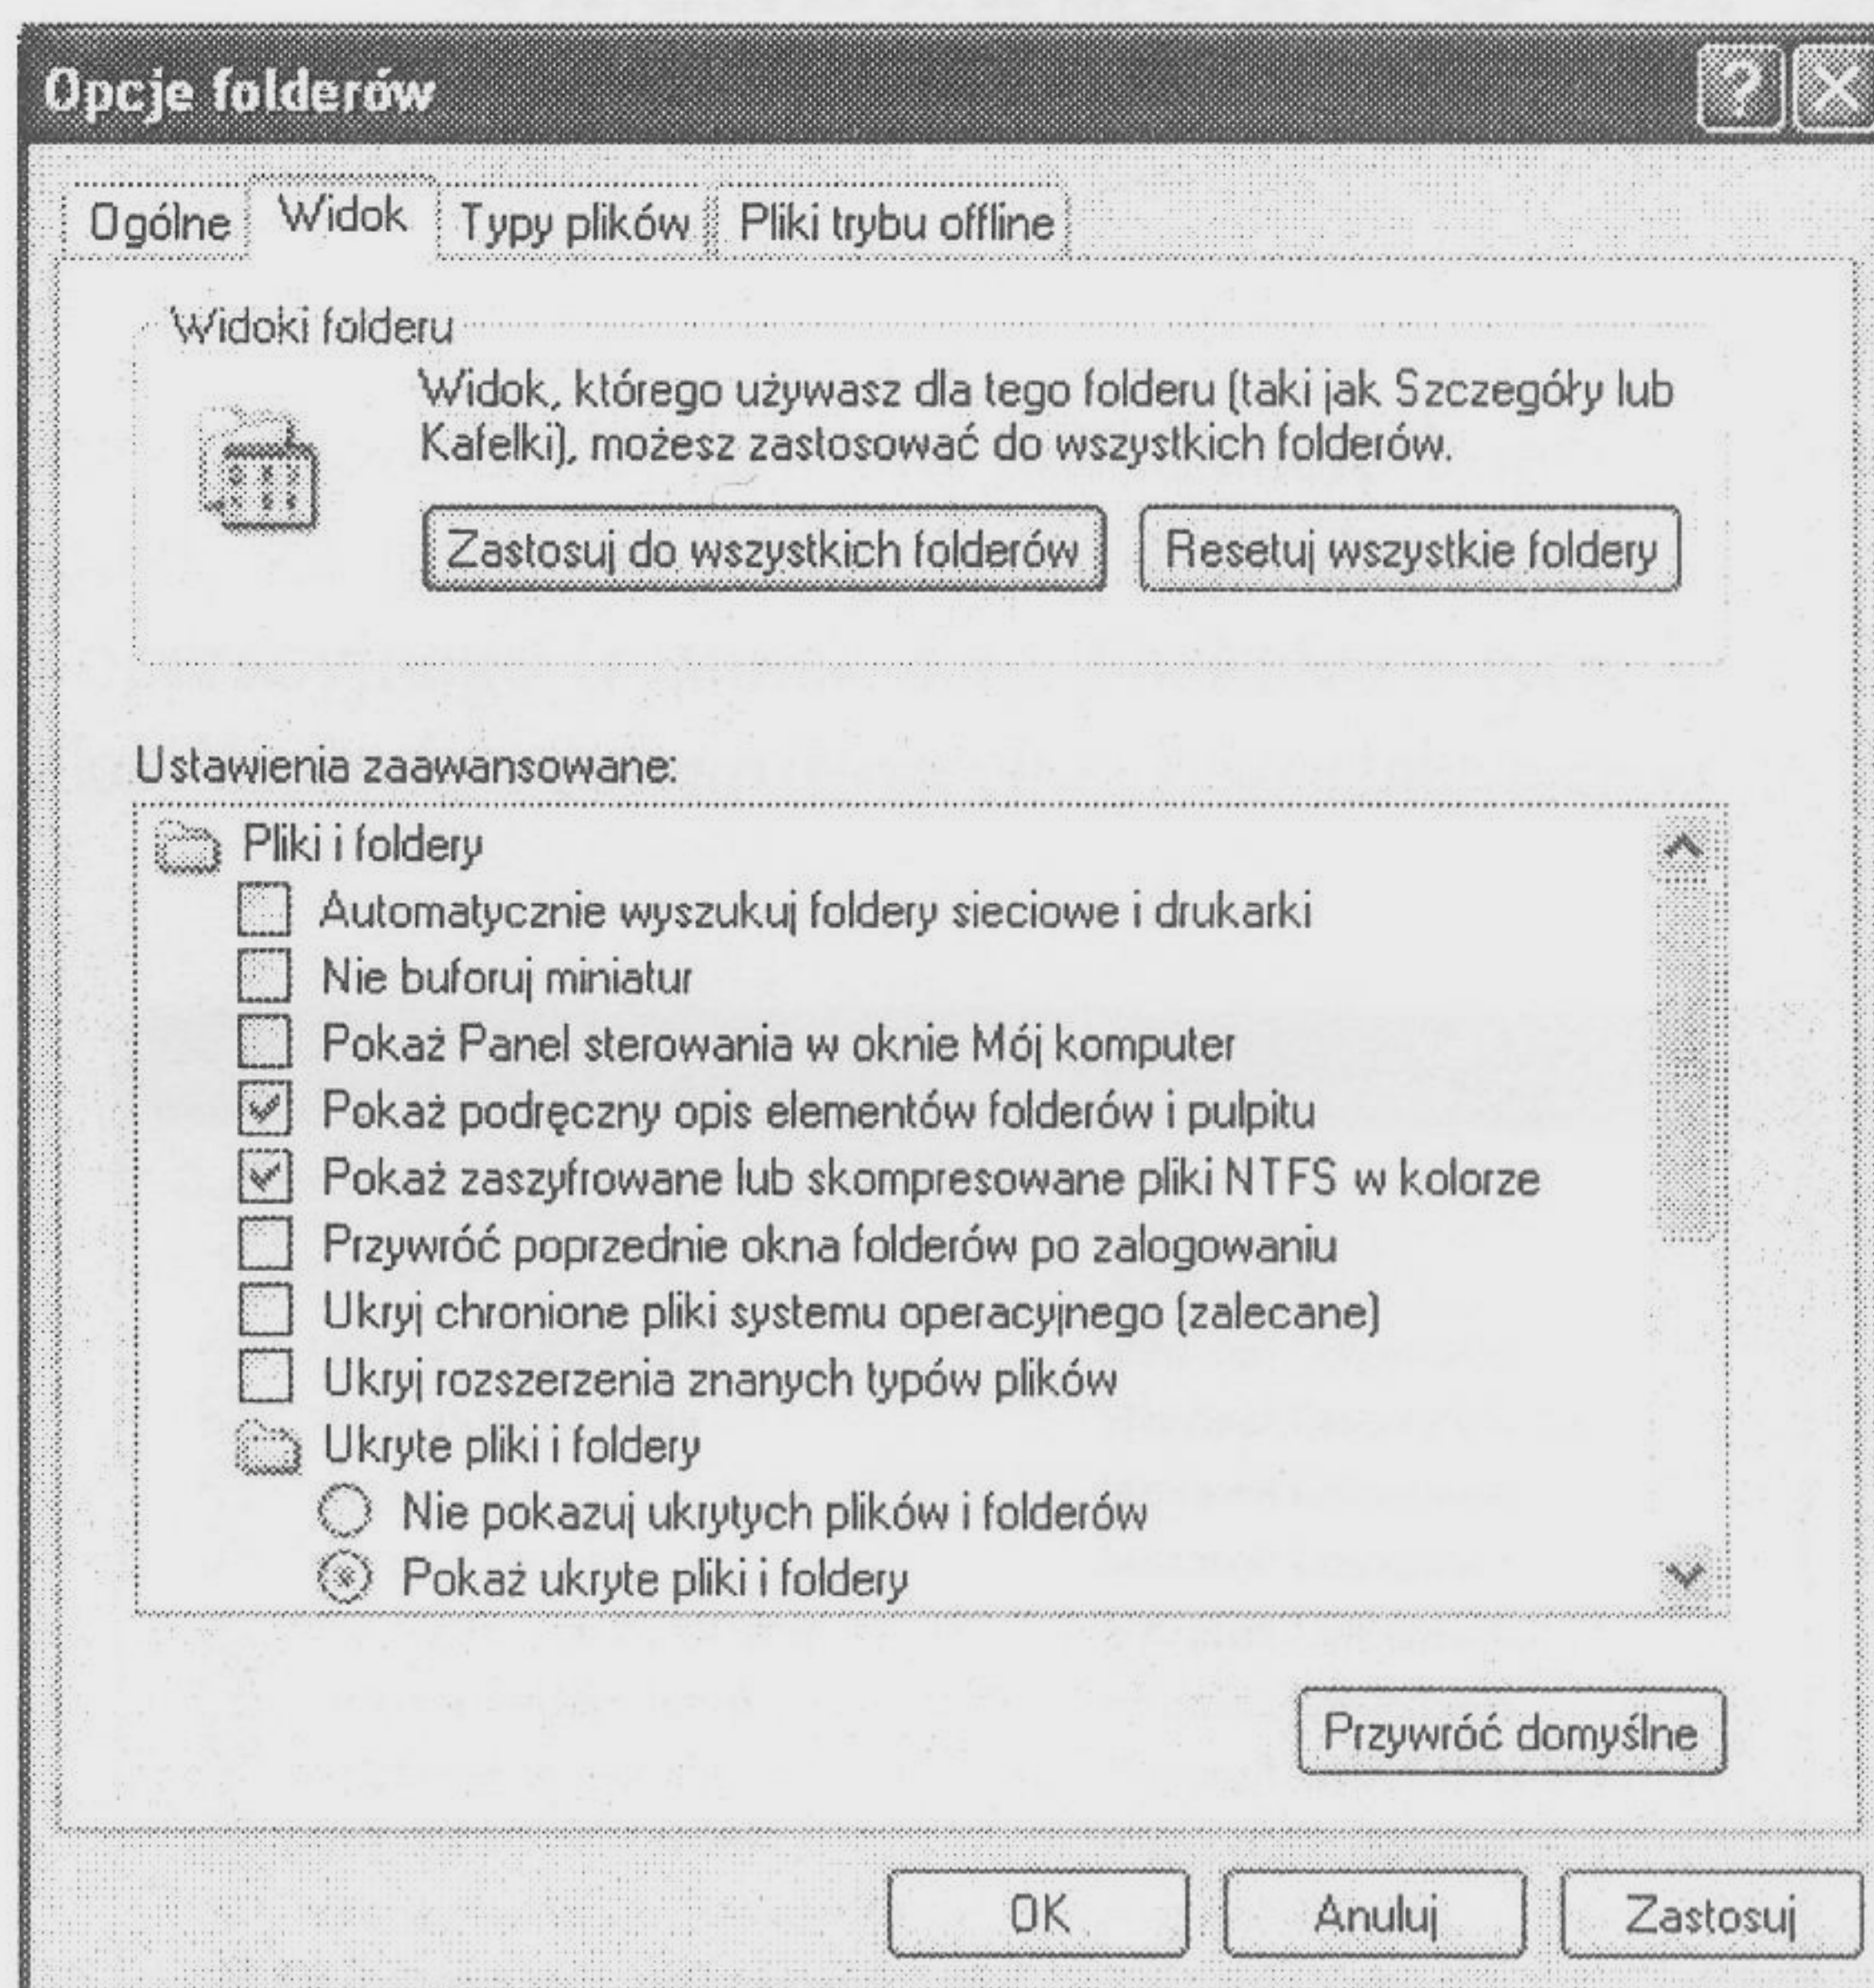 Opcje folderów
Ogólne Widok Typy plików Pliki trybu offline
Widoki folderu
Widok, którego używasz dla tego folderu (taki jak Szczegóły lub
Kafelki), możesz zastosować do wszystkich folderów.
Zastosuj do wszystkich folderów Resetuj wszystkie foldery
Ustawienia zaawansowane:
Pliki i foldery
Automatycznie wyszukuj foldery sieciowe i drukarki
Nie buforuj miniatur
Pokaż Panel sterowania w oknie Mój komputer
Pokaż podręczny opis elementów folderów i pulpitu
Pokaż zaszyfrowane lub skompresowane pliki NTFS w kolorze
Przywróć poprzednie okna folderów po zalogowaniu
Ukryj chronione pliki systemu operacyjnego (zalecane)
Ukryj rozszerzenia znanych typów plików
Ukryte pliki i foldery
Nie pokazuj ukrytych plików i folderów
Pokaż ukryte pliki i foldery
Przywróć domyślne
OK Anuluj Zastosuj